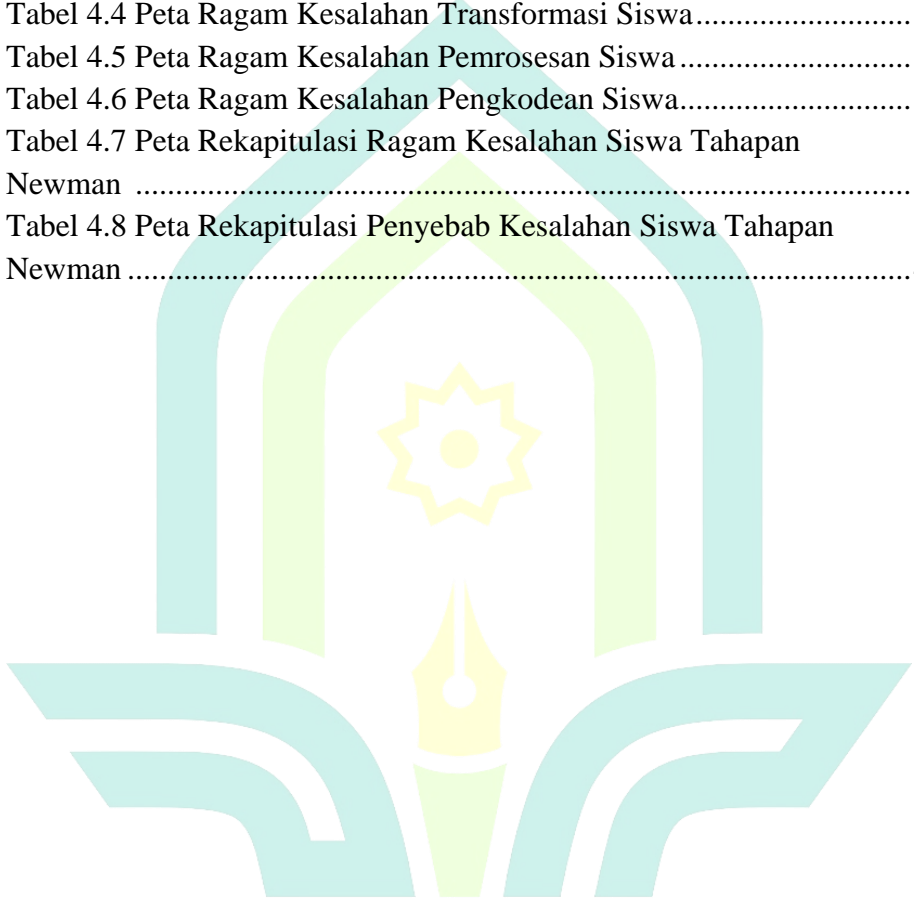 Tabel 4.4 Peta Ragam Kesalahan Transformasi Siswa................................
Tabel 4.5 Peta Ragam Kesalahan Pemrosesan Siswa..................................
Tabel 4.6 Peta Ragam Kesalahan Pengkodean Siswa..................................
Tabel 4.7 Peta Rekapitulasi Ragam Kesalahan Siswa Tahapan
Newman ....................................................................................................................
Tabel 4.8 Peta Rekapitulasi Penyebab Kesalahan Siswa Tahapan
Newman .....................................................................................................................